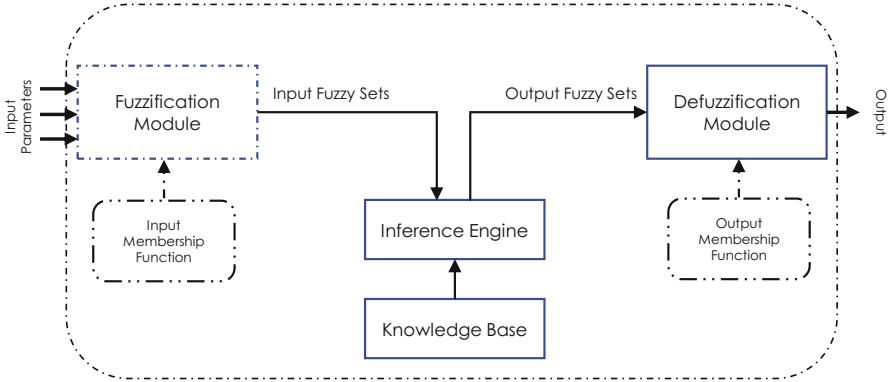 Input
Parameters
Fuzzification
Module
Input Fuzzy Sets
Output Fuzzy Sets
Defuzzification
Module
Output
Input
Membership
Function
Inference Engine
Output
Membership
Function
Knowledge Base